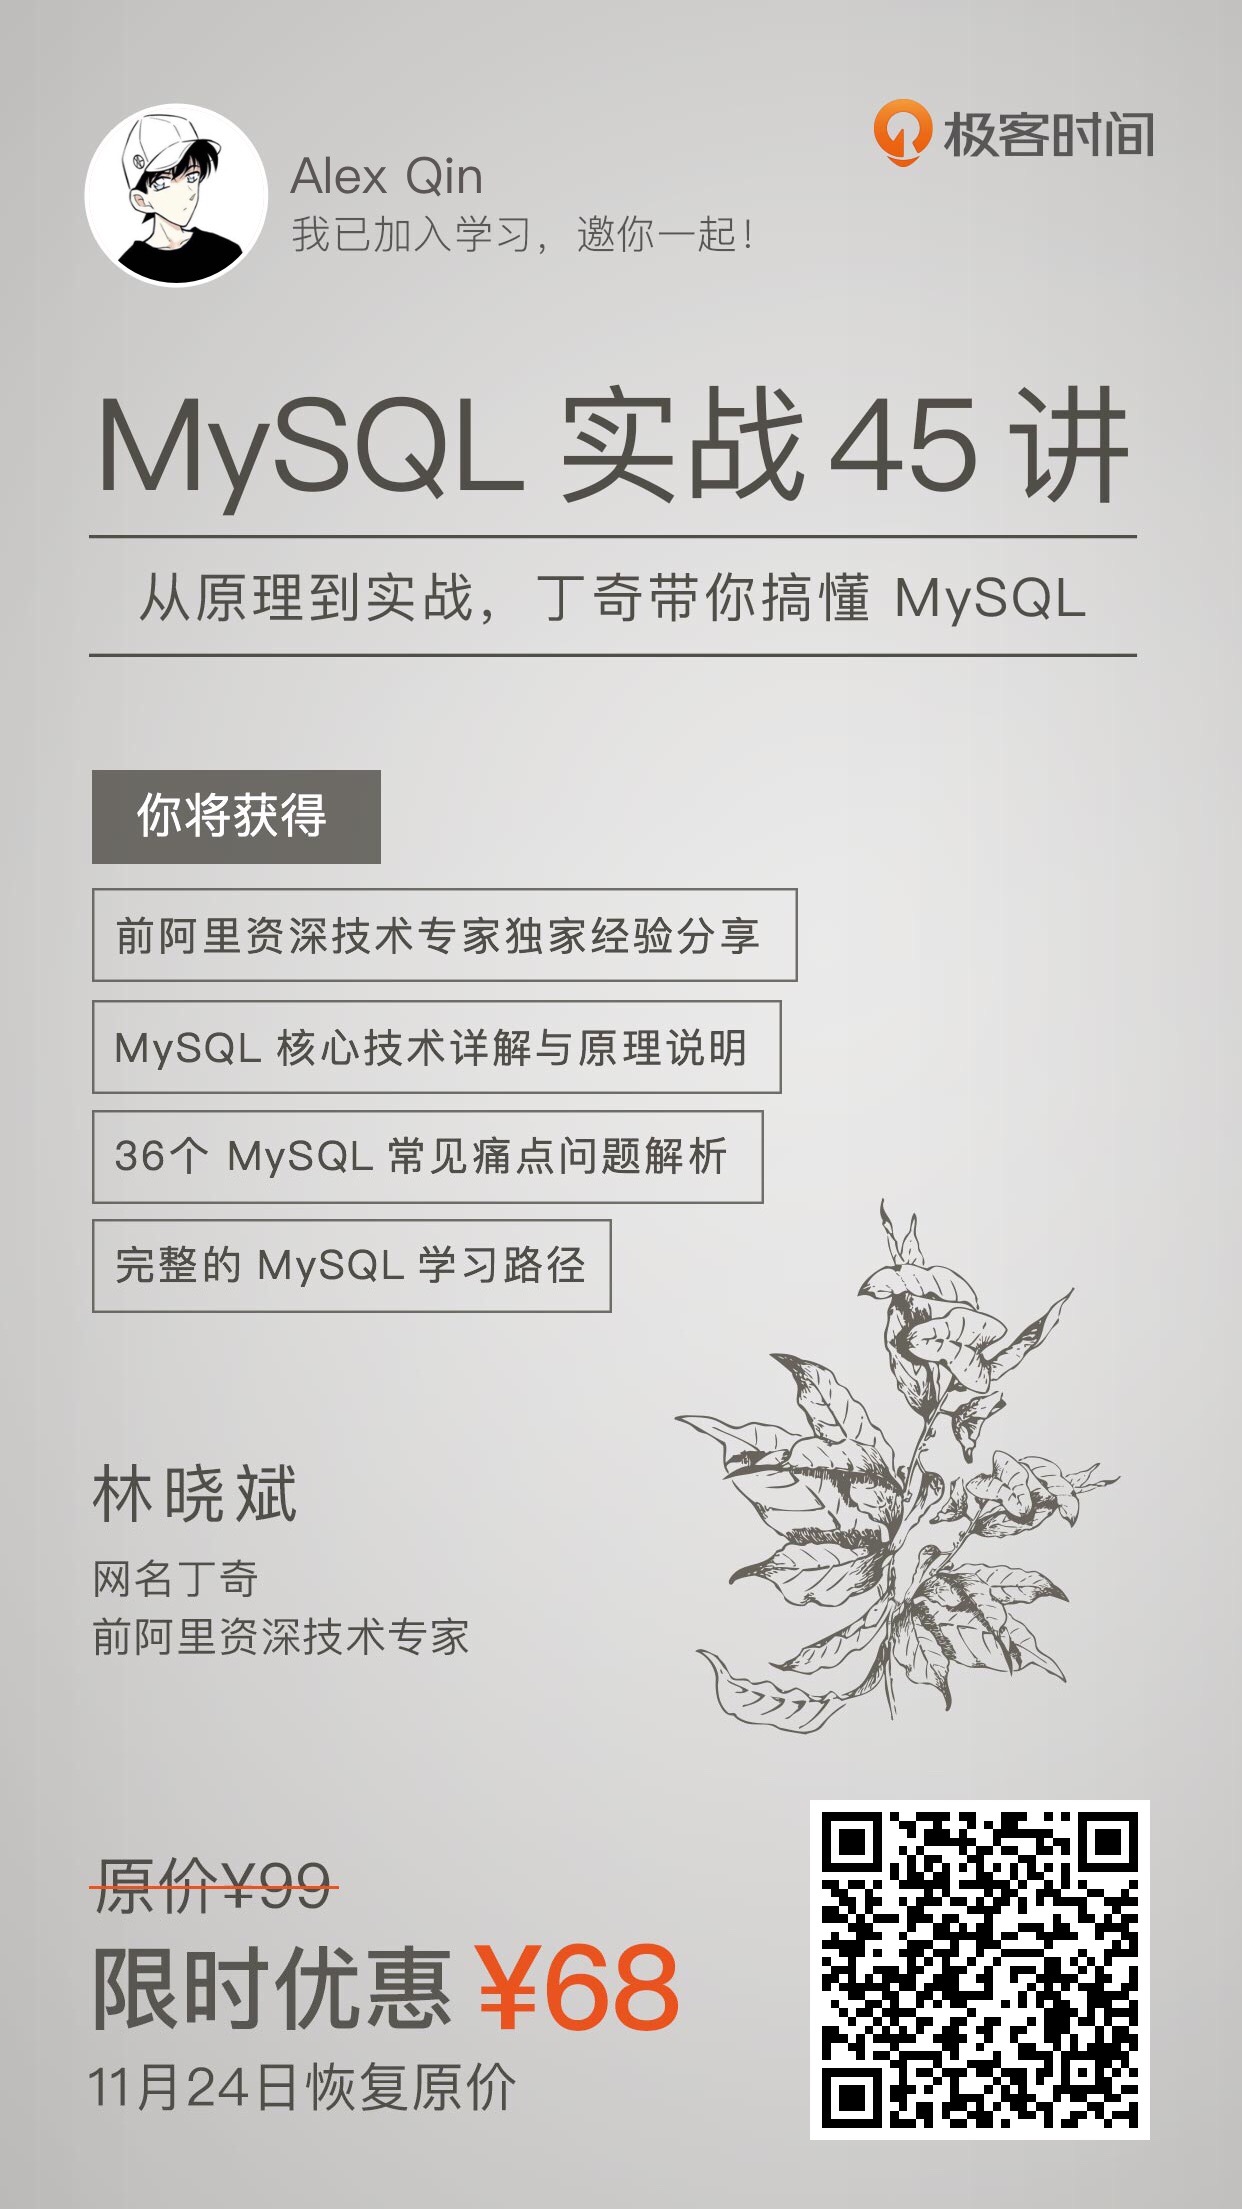 极客时间
Alex Qin
我已加入学习，邀你一起！
MySQL 实战 45 讲
从原理到实战，丁奇带你搞懂 MySQL
你将获得
前阿里资深技术专家独家经验分享
MySQL 核心技术详解与原理说明
36个 MySQL 常见痛点问题解析
完整的 MySQL 学习路径
林晓斌
网名丁奇
前阿里资深技术专家
原价¥99
限时优惠 ¥68
11月24日恢复原价